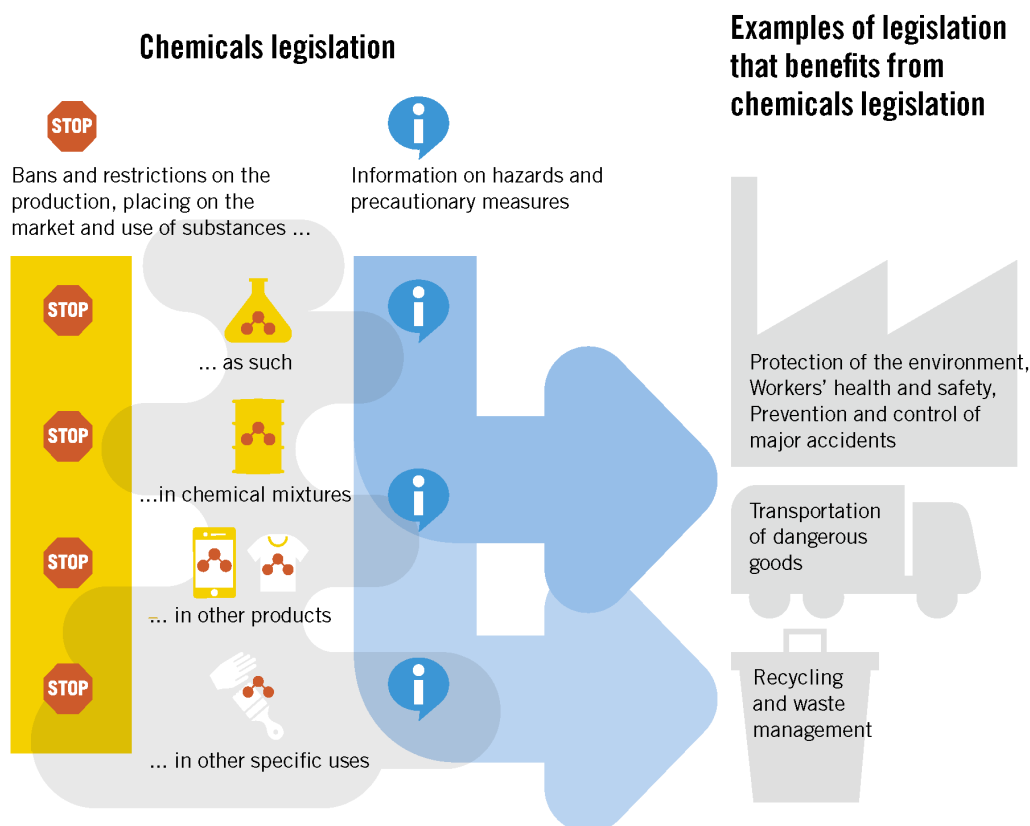 Chemicals legislation
Examples of legislation
that benefits from
chemicals legislation
STOP
i
Bans and restrictions on the
production, placing on the
market and use of substances ...
Information on hazards and
precautionary measures
STOP
i
... as such
Protection of the environment,
Workers' health and safety,
Prevention and control of
major accidents
STOP
...in chemical mixtures
i
Transportation
of dangerous
goods
STOP
... in other products
STOP
i
Recycling
and waste
management
... in other specific uses